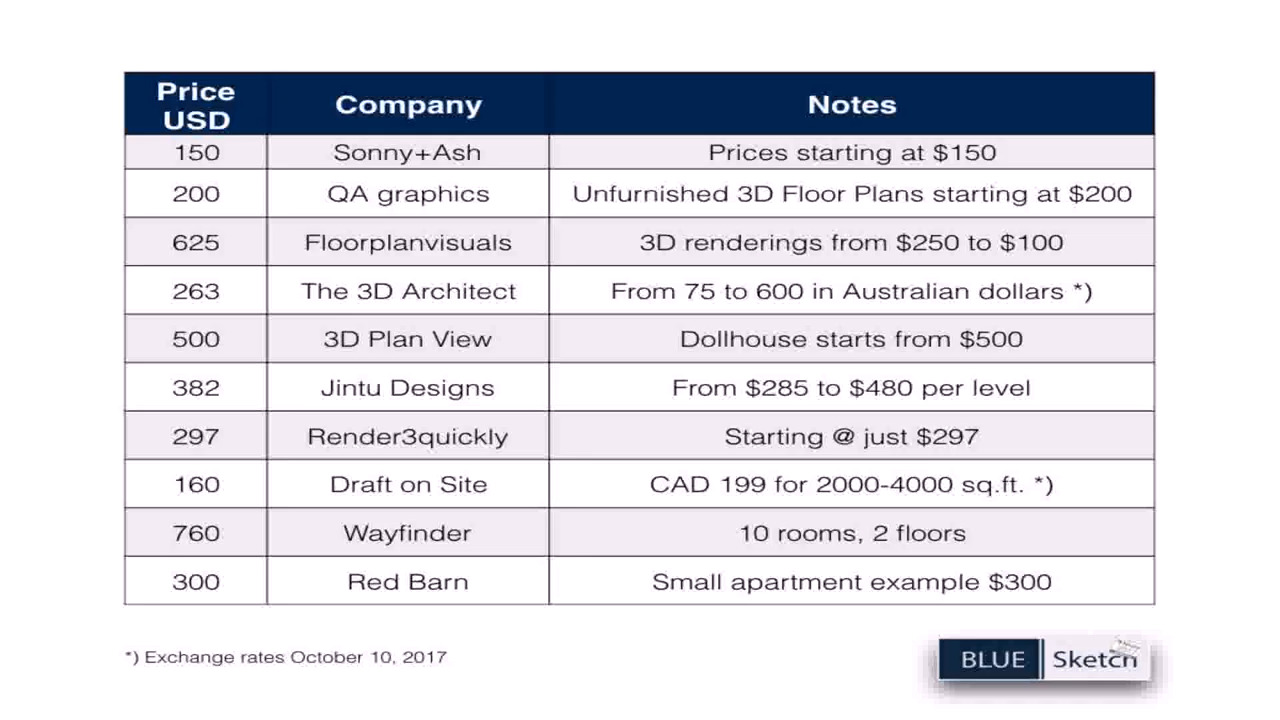 Price USD Company Notes
150 Sonny+Ash Prices starting at $150
200 QA graphics Unfurnished 3D Floor Plans starting at $200
625 Floorplanvisuals 3D renderings from $250 to $100
263 The 3D Architect From 75 to 600 in Australian dollars *)
500 3D Plan View Dollhouse starts from $500
382 Jintu Designs From $285 to $480 per level
297 Render3quickly Starting @ just $297
160 Draft on Site CAD 199 for 2000-4000 sq.ft. *)
760 Wayfinder 10 rooms, 2 floors
300 Red Barn Small apartment example $300
*) Exchange rates October 10, 2017
BLUE Sketch